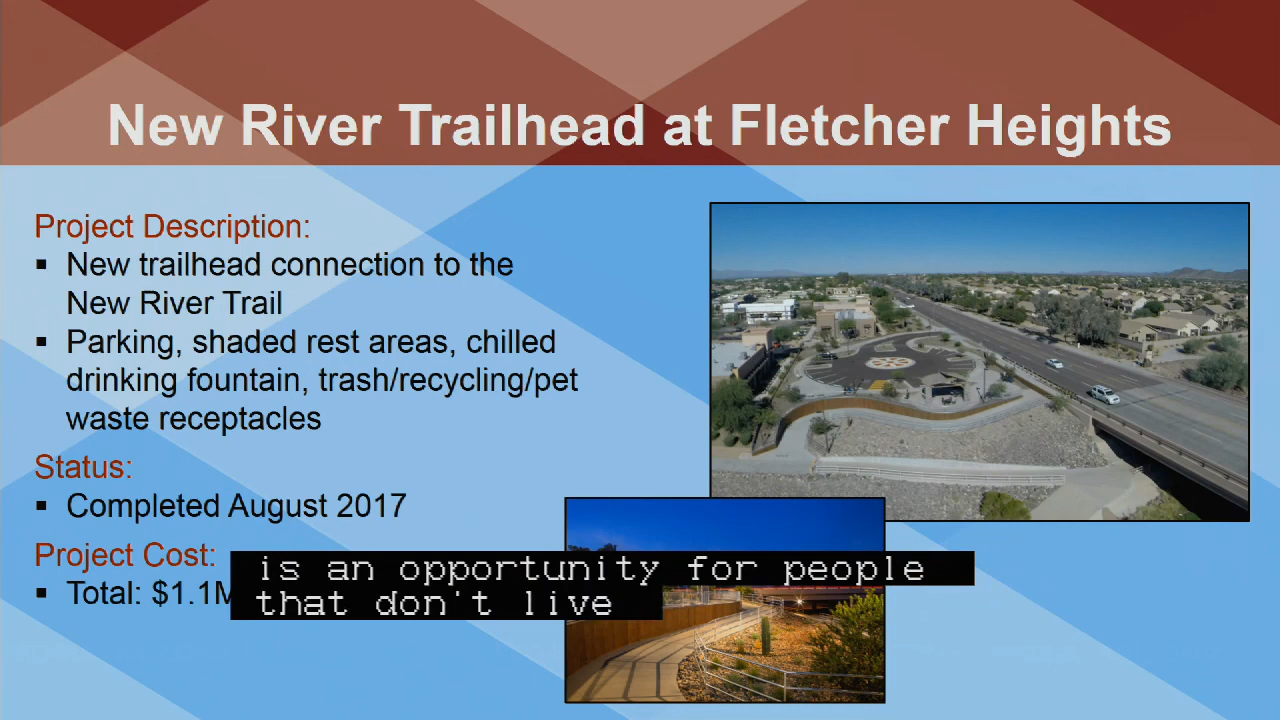 New River Trailhead at Fletcher Heights
Project Description:
▪ New trailhead connection to the
New River Trail
▪ Parking, shaded rest areas, chilled
drinking fountain, trash/recycling/pet
waste receptacles
Status:
▪ Completed August 2017
Project Cost:
▪ Total: $1.1M
is an opportunity for people
that don't live